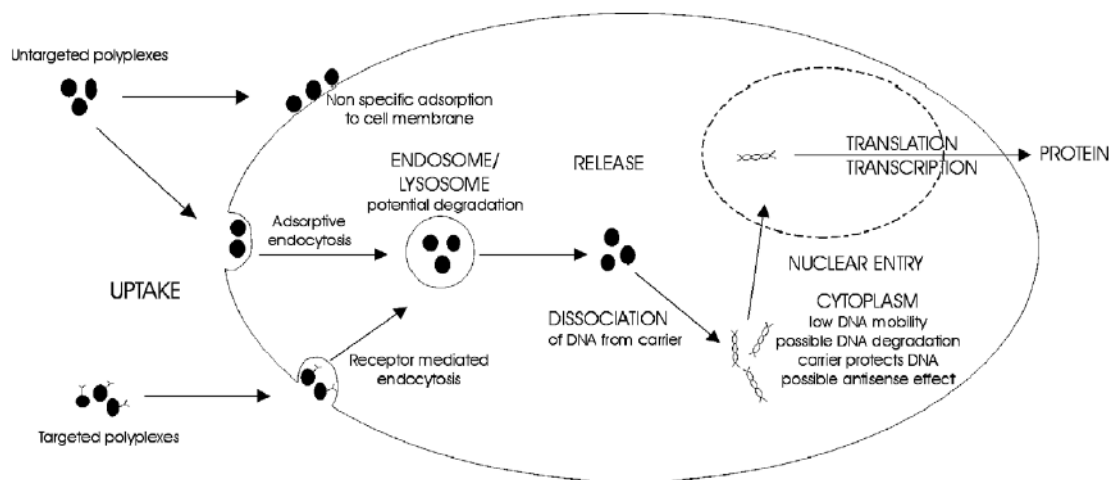 Untargeted polyplexes
Non specific adsorption
to cell membrane
ENDOSOME/
LYSOSOME
potential degradation
RELEASE
TRANSLATION
TRANSCRIPTION
PROTEIN
Adsorptive
endocytosis
UPTAKE
NUCLEAR ENTRY
DISSOCIATION
of DNA from carrier
CYTOPLASM
low DNA mobility
possible DNA degradation
carrier protects DNA
possible antisense effect
Receptor mediated
endocytosis
Targeted polyplexes